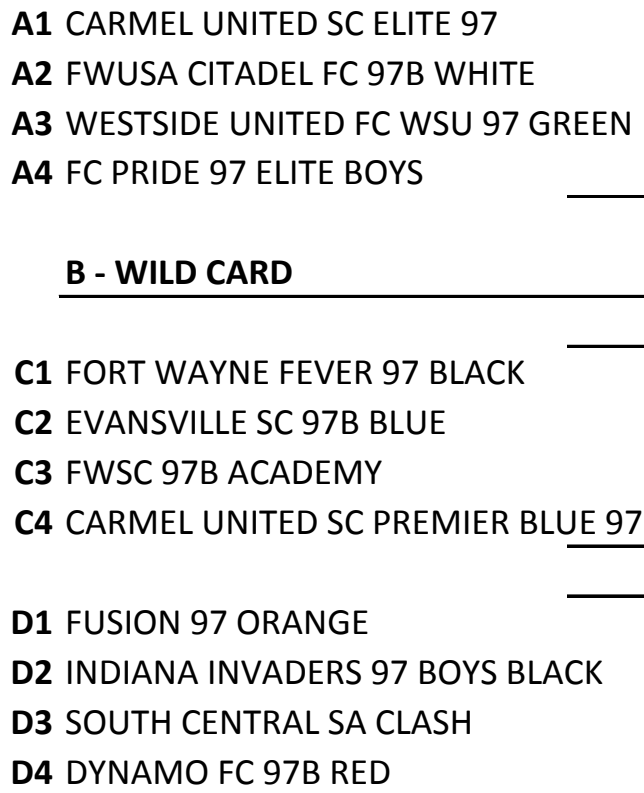 A1 CARMEL UNITED SC ELITE 97
A2 FWUSA CITADEL FC 97B WHITE
A3 WESTSIDE UNITED FC WSU 97 GREEN
A4 FC PRIDE 97 ELITE BOYS
B - WILD CARD
C1 FORT WAYNE FEVER 97 BLACK
C2 EVANSVILLE SC 97B BLUE
C3 FWSC 97B ACADEMY
C4 CARMEL UNITED SC PREMIER BLUE 97
D1 FUSION 97 ORANGE
D2 INDIANA INVADERS 97 BOYS BLACK
D3 SOUTH CENTRAL SA CLASH
D4 DYNAMO FC 97B RED